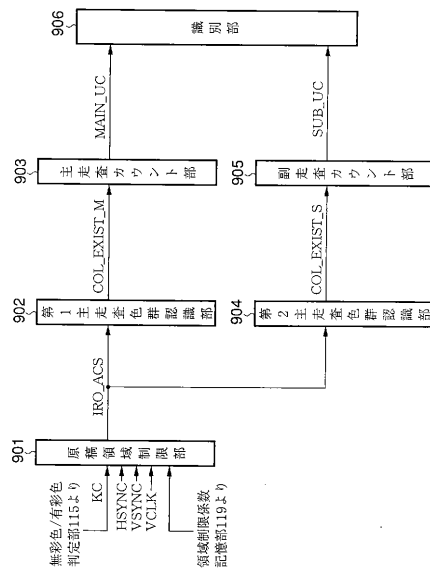 無彩色/有彩色
判定部115より
KC
HSYNC
VSYNC
VCLK
領域制限係数
記憶部119より
901
原稿領域制限部
IRO_ACS
902
第1主走査色群認識部
COL_EXIST_M
903
主走査カウント部
MAIN_UC
904
第2主走査色群認識部
COL_EXIST_S
905
副走査カウント部
SUB_UC
906
識別部